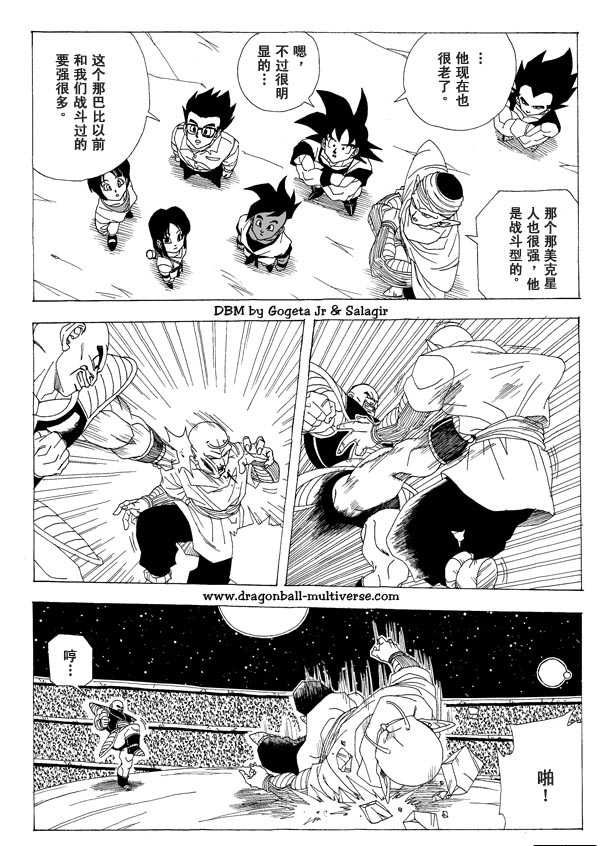 这个那巴比以前
和我们战斗过的
要强很多。
嗯，
不过很明
显的…
…
他现在也
很老了。
那个那美克星
人也很强，他
是战斗型的。
DBM by Gogeta Jr & Salagir
www.dragonball-multiverse.com
哼…
啪！